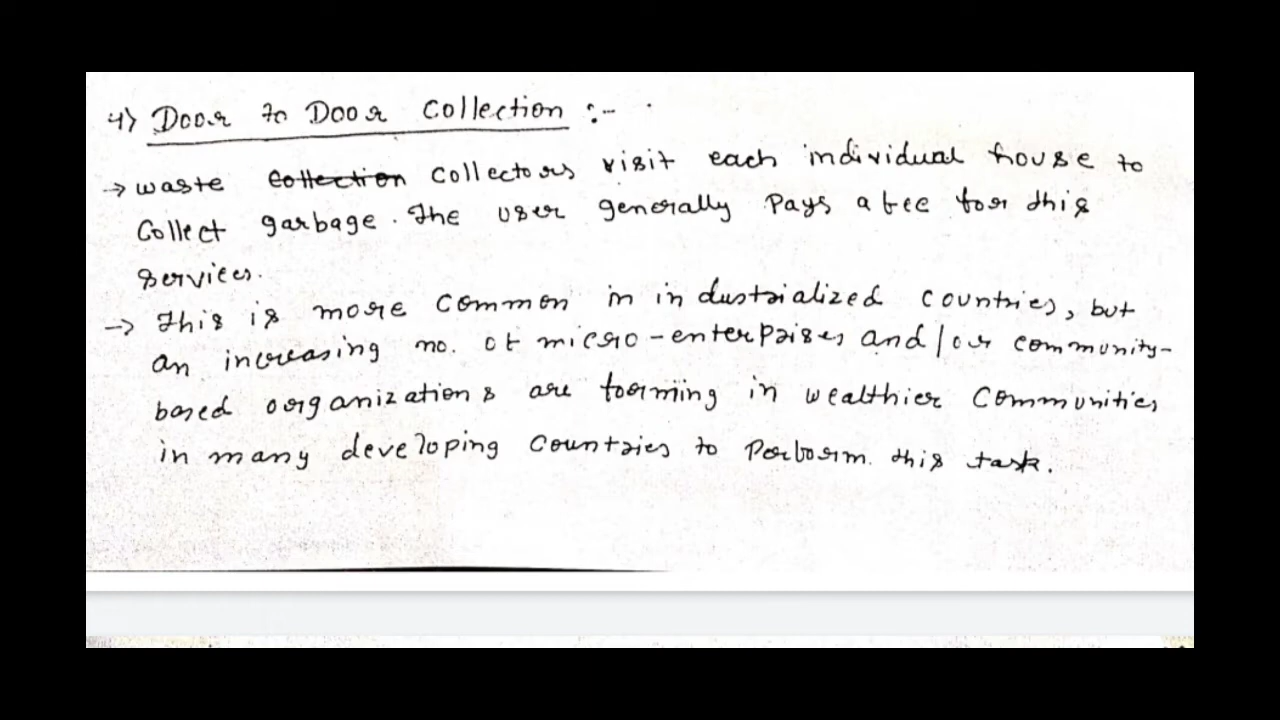 4) Door to Door Collection :-
→ waste ~~collection~~ collectors visit each individual house to
Collect garbage. The user generally Pays a fee for this
services.
→ This is more common in industrialized countries, but
an increasing no. of micro-enterprises and/or community-
based organizations are forming in wealthier Communities
in many developing countries to Perform this task.